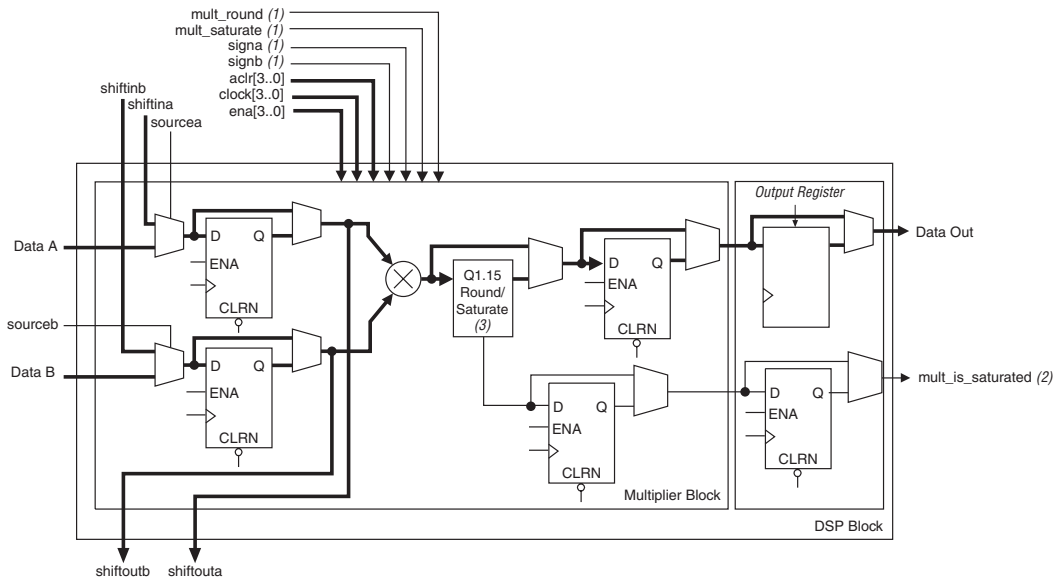 mult_round (1)
mult_saturate (1)
signa (1)
signb (1)
aclr[3..0]
clock[3..0]
ena[3..0]
shiftinb
shiftina
sourcea
Output Register
Data A
D Q
ENA
CLRN
Q1.15
Round/
Saturate
(3)
D Q
ENA
CLRN
Data Out
sourceb
Data B
D Q
ENA
CLRN
D Q
ENA
CLRN
D Q
ENA
CLRN
mult_is_saturated (2)
Multiplier Block
DSP Block
shiftoutb
shiftouta